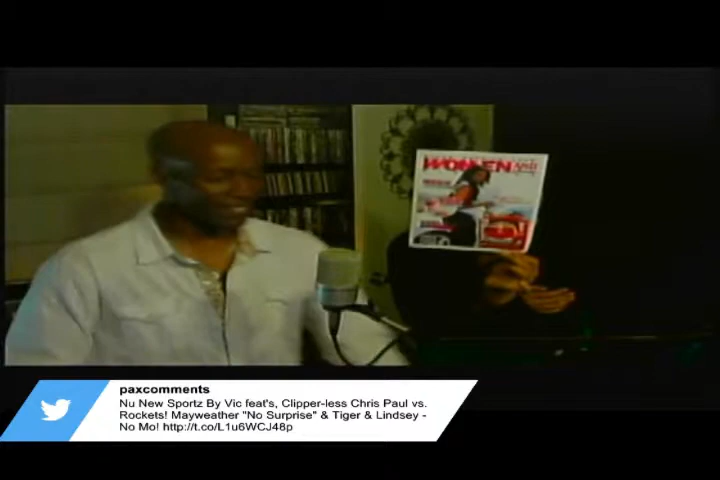 WOMEN AND
paxcomments
Nu New Sportz By Vic feat's, Clipper-less Chris Paul vs.
Rockets! Mayweather "No Surprise" & Tiger & Lindsey -
No Mo! http://t.co/L1u6WCJ48p